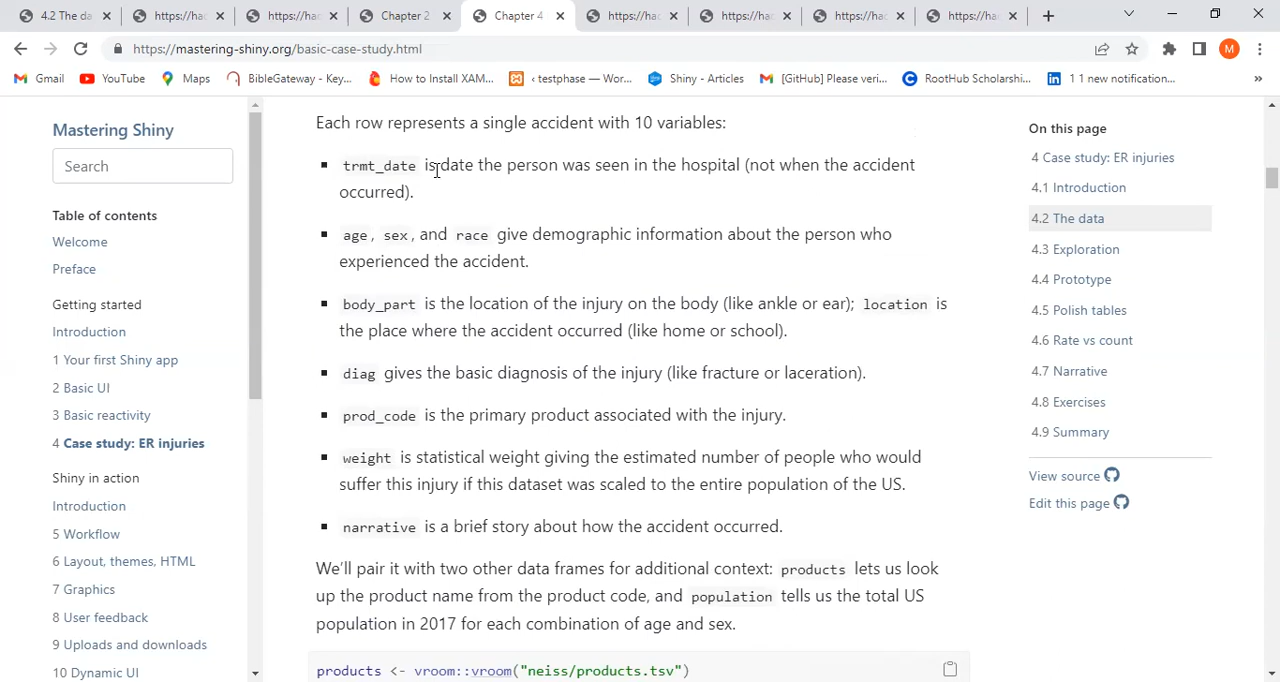 4.2 The dat
https://hac
https://hac
Chapter 2
Chapter 4
https://hac
https://hac
https://hac
https://hac
https://mastering-shiny.org/basic-case-study.html
M
Gmail
YouTube
Maps
BibleGateway - Key...
How to Install XAM...
‹ testphase — Wo...
Shiny - Articles
[GitHub] Please veri...
RootHub Scholarshi...
1 1 new notification...
»
Mastering Shiny
Search
Table of contents
Welcome
Preface
Getting started
Introduction
1 Your first Shiny app
2 Basic UI
3 Basic reactivity
4 Case study: ER injuries
Shiny in action
Introduction
5 Workflow
6 Layout, themes, HTML
7 Graphics
8 User feedback
9 Uploads and downloads
10 Dynamic UI
Each row represents a single accident with 10 variables:
trmt_date is date the person was seen in the hospital (not when the accident
occurred).
age, sex, and race give demographic information about the person who
experienced the accident.
body_part is the location of the injury on the body (like ankle or ear); location is
the place where the accident occurred (like home or school).
diag gives the basic diagnosis of the injury (like fracture or laceration).
prod_code is the primary product associated with the injury.
weight is statistical weight giving the estimated number of people who would
suffer this injury if this dataset was scaled to the entire population of the US.
narrative is a brief story about how the accident occurred.
We’ll pair it with two other data frames for additional context: products lets us look
up the product name from the product code, and population tells us the total US
population in 2017 for each combination of age and sex.
products <- vroom::vroom("neiss/products.tsv")
On this page
4 Case study: ER injuries
4.1 Introduction
4.2 The data
4.3 Exploration
4.4 Prototype
4.5 Polish tables
4.6 Rate vs count
4.7 Narrative
4.8 Exercises
4.9 Summary
View source
Edit this page